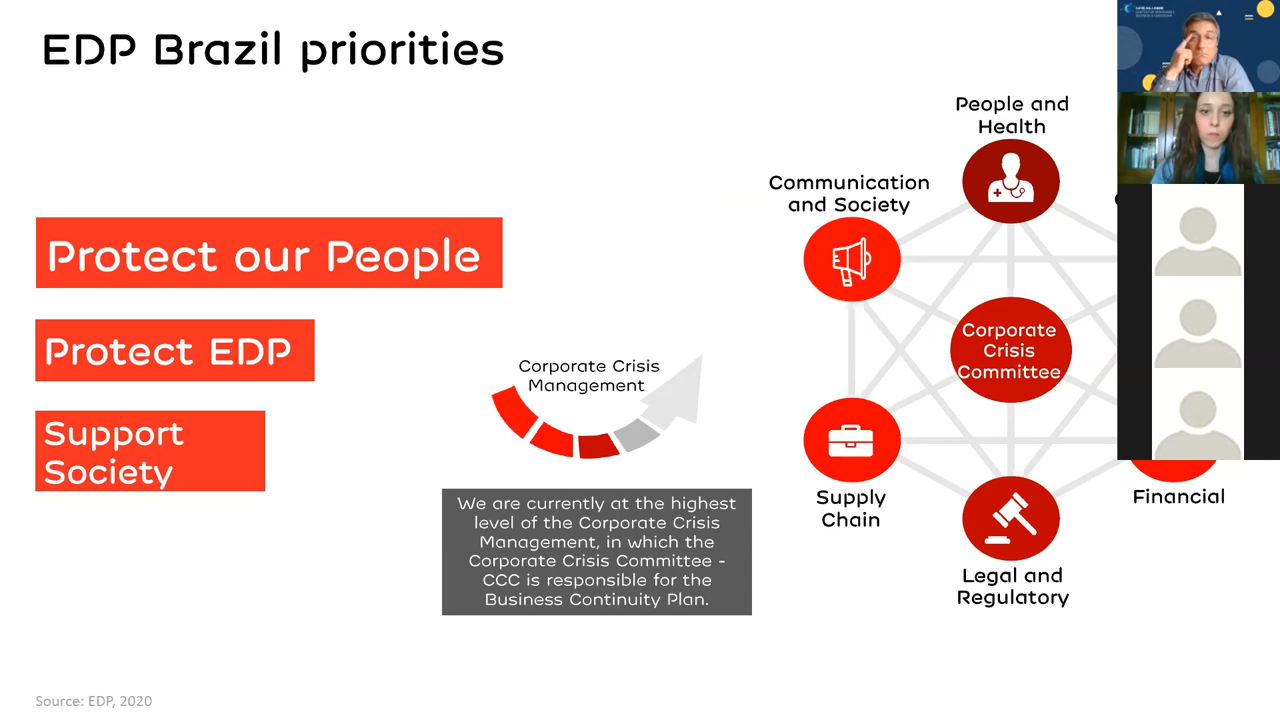 EDP Brazil priorities
Protect our People
Protect EDP
Support
Society
Corporate Crisis
Management
We are currently at the highest
level of the Corporate Crisis
Management, in which the
Corporate Crisis Committee -
CCC is responsible for the
Business Continuity Plan.
People and
Health
Communication
and Society
Corporate
Crisis
Committee
Supply
Chain
Financial
Legal and
Regulatory
Source: EDP, 2020